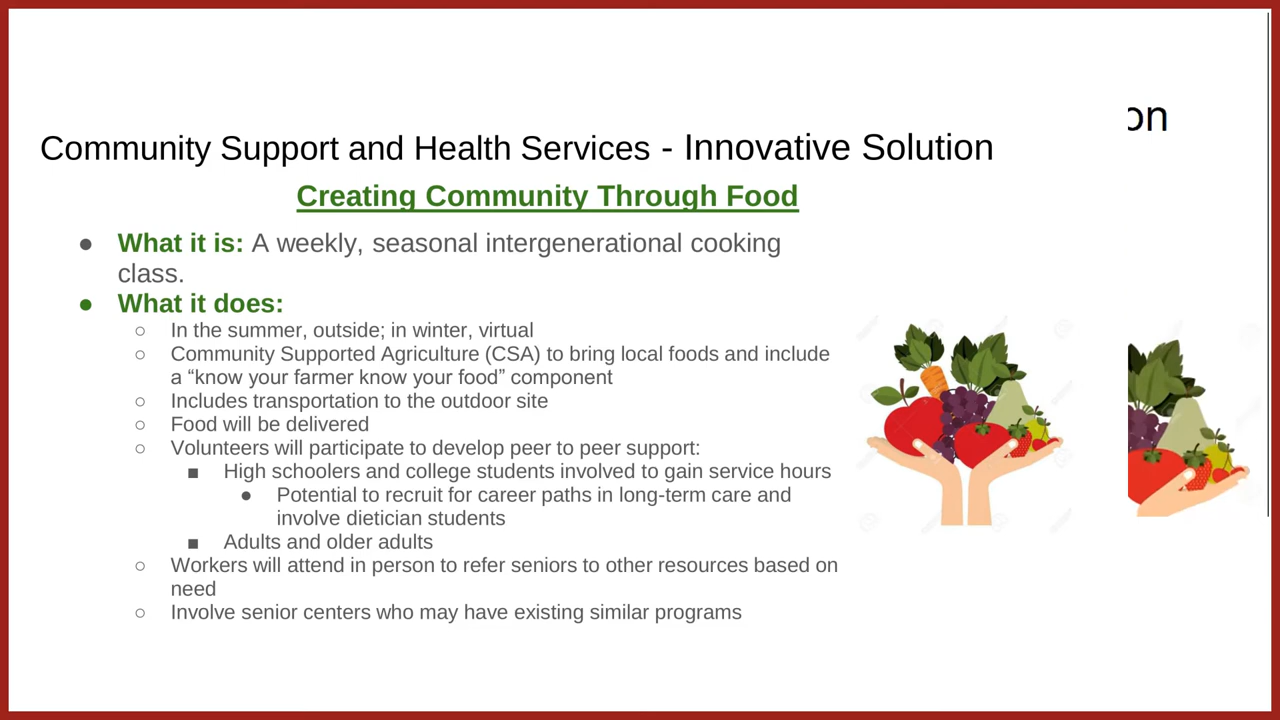 on
Community Support and Health Services - Innovative Solution
Creating Community Through Food
● What it is: A weekly, seasonal intergenerational cooking
class.
● What it does:
○ In the summer, outside; in winter, virtual
○ Community Supported Agriculture (CSA) to bring local foods and include
a “know your farmer know your food” component
○ Includes transportation to the outdoor site
○ Food will be delivered
○ Volunteers will participate to develop peer to peer support:
■ High schoolers and college students involved to gain service hours
● Potential to recruit for career paths in long-term care and
involve dietician students
■ Adults and older adults
○ Workers will attend in person to refer seniors to other resources based on
need
○ Involve senior centers who may have existing similar programs